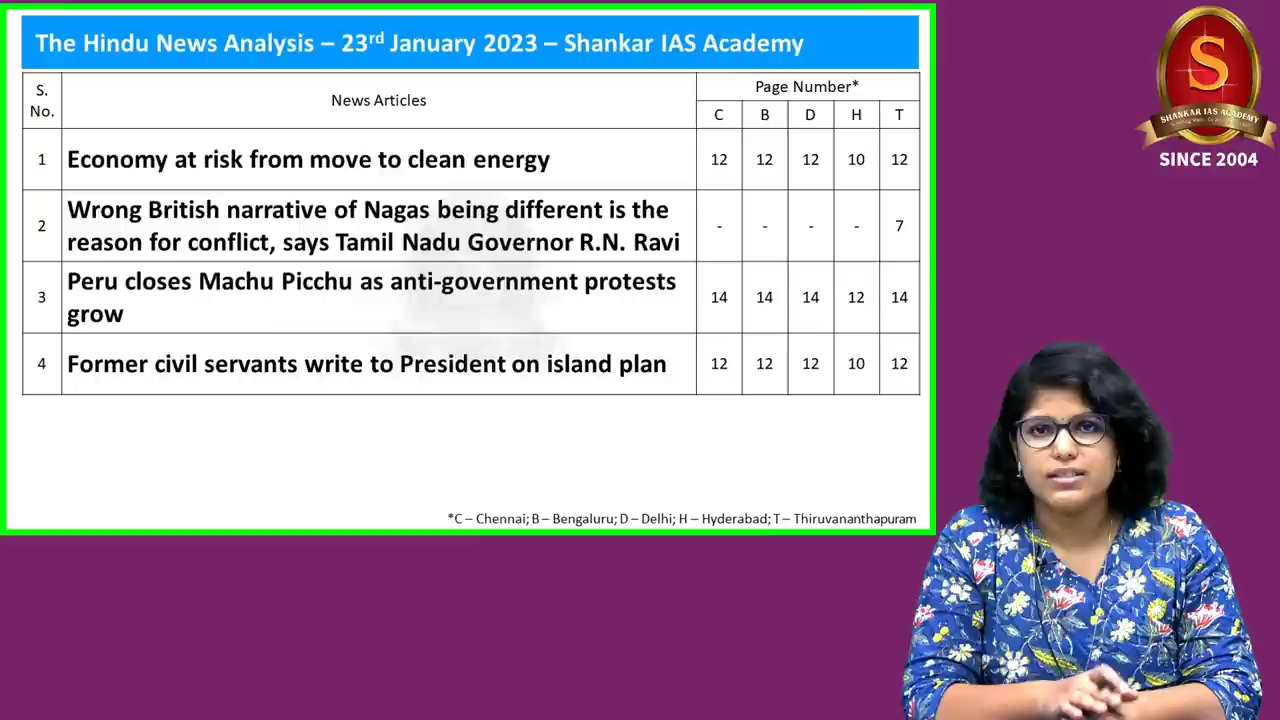 The Hindu News Analysis – 23rd January 2023 – Shankar IAS Academy
S. No.
News Articles
Page Number*
C B D H T
1 Economy at risk from move to clean energy 12 12 12 10 12
2 Wrong British narrative of Nagas being different is the
reason for conflict, says Tamil Nadu Governor R.N. Ravi - - - - 7
3 Peru closes Machu Picchu as anti-government protests
grow 14 14 14 12 14
4 Former civil servants write to President on island plan 12 12 12 10 12
*C – Chennai; B – Bengaluru; D – Delhi; H – Hyderabad; T – Thiruvananthapuram
S
SHANKAR IAS ACADEMY
SINCE 2004